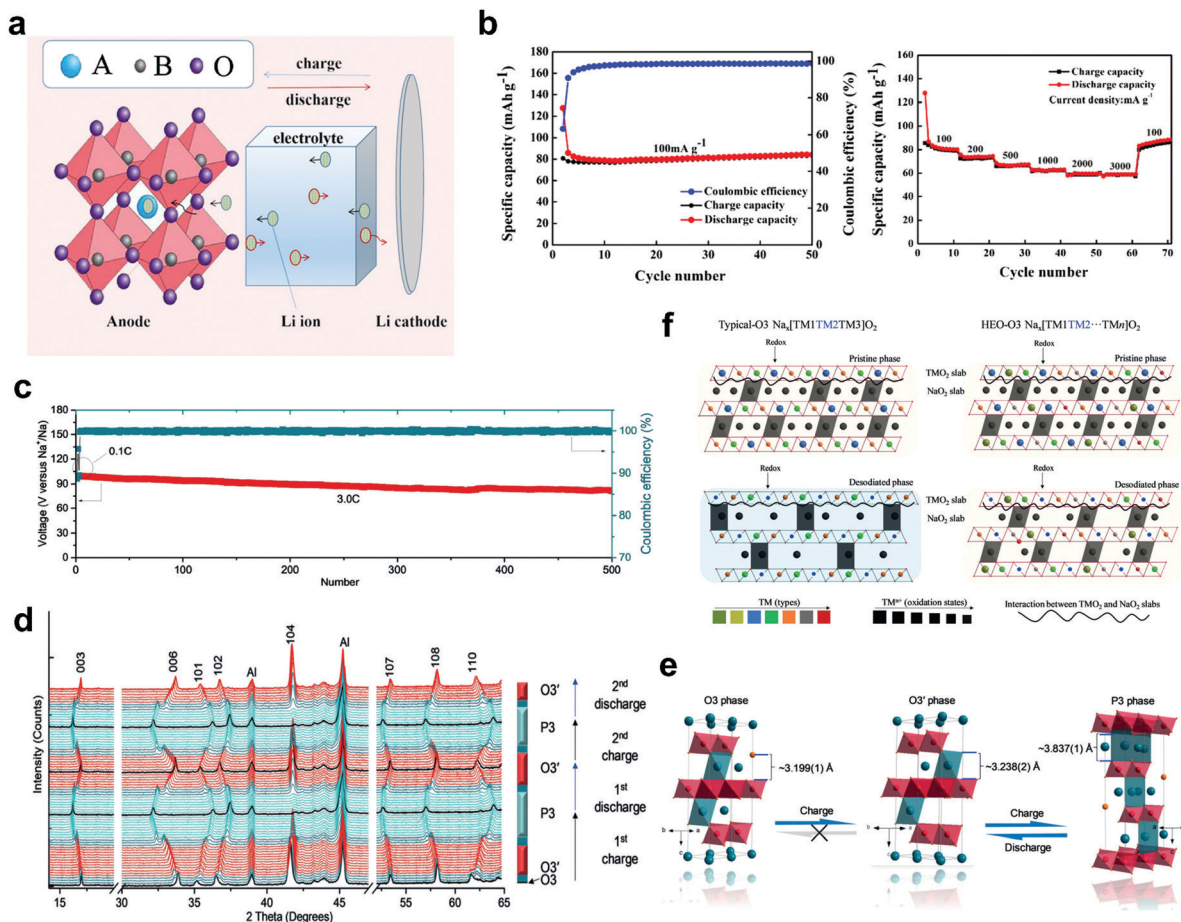 a
A B O
charge
discharge
electrolyte
Anode
Li ion
Li cathode
b
Specific capacity (mAh g⁻¹)
180
160
140
120
100
80
60
40
20
0
100mA g⁻¹
Coulombic efficiency
Charge capacity
Discharge capacity
0 10 20 30 40 50
Cycle number
100
80
60
40
20
0
Coulombic efficiency (%)
Specific capacity (mAh g⁻¹)
160
140
120
100
80
60
40
20
0
Charge capacity
Discharge capacity
Current density:mA g⁻¹
100 200 500 1000 2000 3000 100
0 10 20 30 40 50 60 70
Cycle number
c
Voltage (V versus Na⁺/Na)
180
150
120
90
60
30
0
0.1C
3.0C
0 100 200 300 400 500
Number
100
90
80
70
Coulombic efficiency (%)
f
Typical-O3 Naₓ[TM1TM2TM3]O₂
HEO-O3 Naₓ[TM1TM2···TMn]O₂
Redox
Pristine phase
TMO₂ slab
NaO₂ slab
Redox
Pristine phase
Redox
Desodiated phase
TMO₂ slab
NaO₂ slab
Redox
Desodiated phase
TM (types)
TMᵐ⁺ (oxidation states)
Interaction between TMO₂ and NaO₂ slabs
d
Intensity (Counts)
003 006 101 102 Al 104 Al 107 108 110
O3′
P3
O3′
P3
O3′
O3
2nd
discharge
2nd
charge
1st
discharge
1st
charge
15 30 35 40 45 55 60 65
2 Theta (Degrees)
e
O3 phase
O3′ phase
P3 phase
~3.199(1) Å
~3.238(2) Å
~3.837(1) Å
Charge
Charge
Discharge
b a
c
b a
c